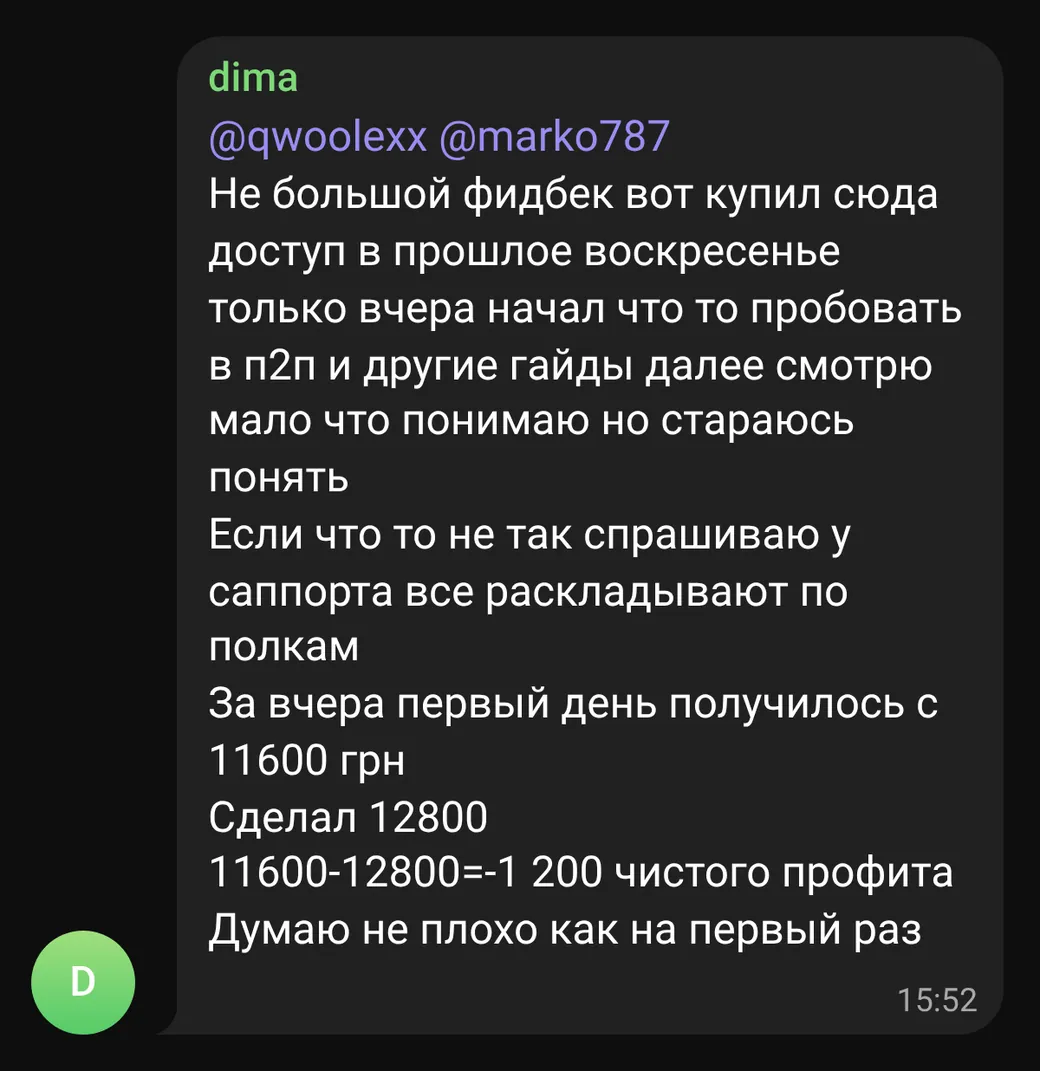 dima
@qwoolexx @marko787
Не большой фидбек вот купил сюда
доступ в прошлое воскресенье
только вчера начал что то пробовать
в п2п и другие гайды далее смотрю
мало что понимаю но стараюсь
понять
Если что то не так спрашиваю у
саппорта все раскладывают по
полкам
За вчера первый день получилось с
11600 грн
Сделал 12800
11600-12800=-1 200 чистого профита
Думаю не плохо как на первый раз
D
15:52